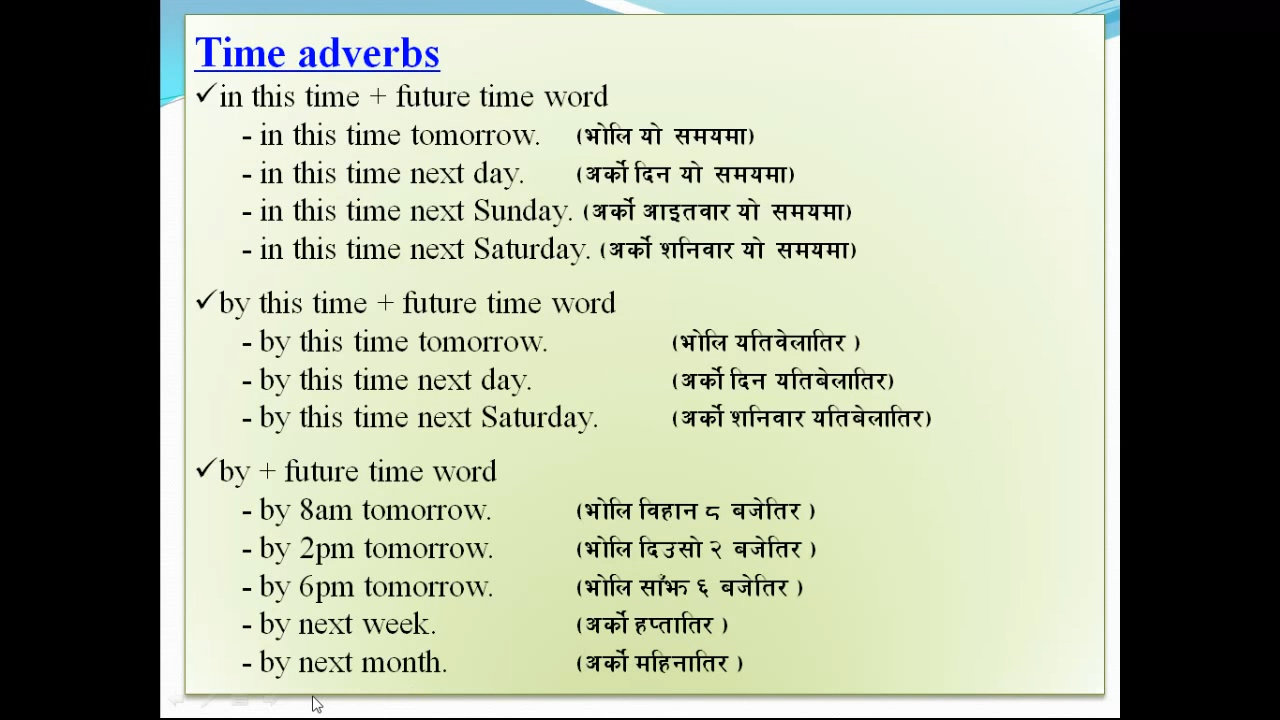 Time adverbs
✓in this time + future time word
- in this time tomorrow. (भोलि यो समयमा)
- in this time next day. (अर्को दिन यो समयमा)
- in this time next Sunday. (अर्को आइतवार यो समयमा)
- in this time next Saturday. (अर्को शनिवार यो समयमा)
✓by this time + future time word
- by this time tomorrow. (भोलि यतिवेलातिर )
- by this time next day. (अर्को दिन यतिबेलातिर)
- by this time next Saturday. (अर्को शनिवार यतिबेलातिर)
✓by + future time word
- by 8am tomorrow. (भोलि विहान ८ बजेतिर )
- by 2pm tomorrow. (भोलि दिउसो २ बजेतिर )
- by 6pm tomorrow. (भोलि साँझ ६ बजेतिर )
- by next week. (अर्को हप्तातिर )
- by next month. (अर्को महिनातिर )